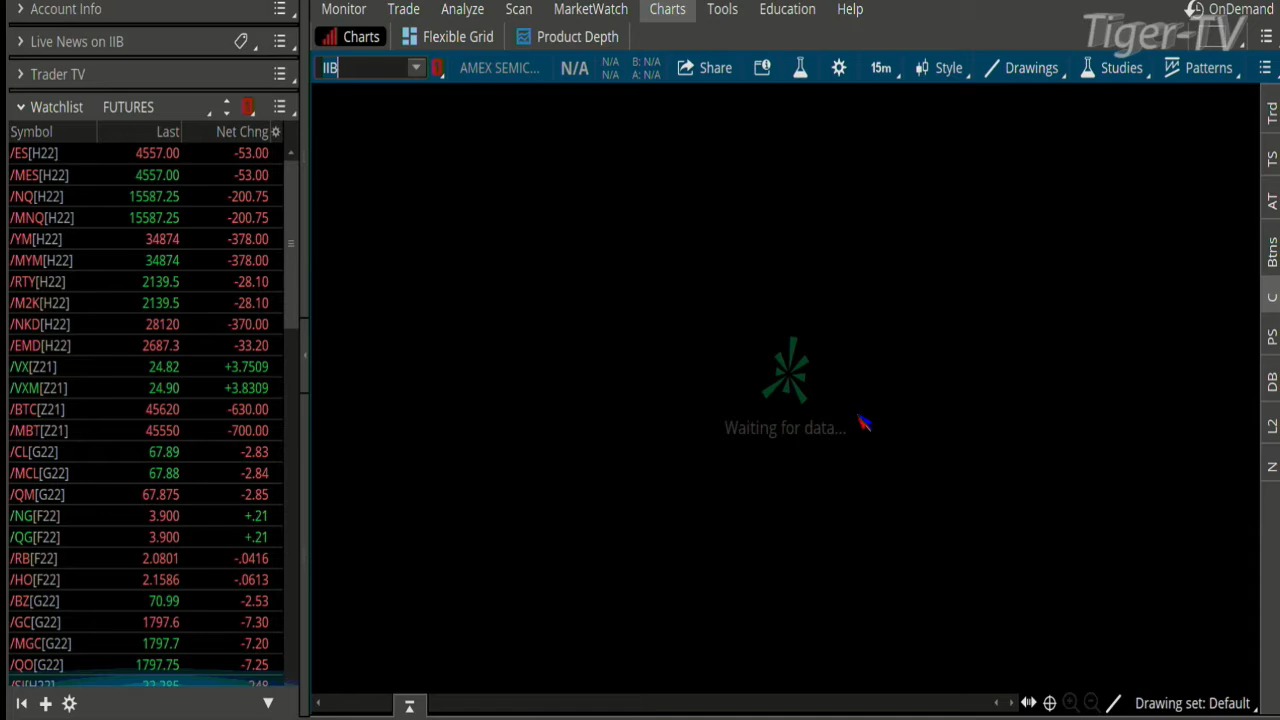 Account Info
Live News on IIB
Trader TV
Watchlist FUTURES
Symbol Last Net Chng
/ES[H22] 4557.00 -53.00
/MES[H22] 4557.00 -53.00
/NQ[H22] 15587.25 -200.75
/MNQ[H22] 15587.25 -200.75
/YM[H22] 34874 -378.00
/MYM[H22] 34874 -378.00
/RTY[H22] 2139.5 -28.10
/M2K[H22] 2139.5 -28.10
/NKD[H22] 28120 -370.00
/EMD[H22] 2687.3 -33.20
/VX[Z21] 24.82 +3.7509
/VXM[Z21] 24.90 +3.8309
/BTC[Z21] 45620 -630.00
/MBT[Z21] 45550 -700.00
/CL[G22] 67.89 -2.83
/MCL[G22] 67.88 -2.84
/QM[G22] 67.875 -2.85
/NG[F22] 3.900 +.21
/QG[F22] 3.900 +.21
/RB[F22] 2.0801 -.0416
/HO[F22] 2.1586 -.0613
/BZ[G22] 70.99 -2.53
/GC[G22] 1797.6 -7.30
/MGC[G22] 1797.7 -7.20
/QO[G22] 1797.75 -7.25
Monitor Trade Analyze Scan MarketWatch Charts Tools Education Help OnDemand
Tiger-TV
Charts Flexible Grid Product Depth
IIB AMEX SEMIC... N/A N/A N/A B: N/A A: N/A Share 15m Style Drawings Studies Patterns
Waiting for data...
Trd
TS
AT
Btns
C
PS
DB
L2
N
Drawing set: Default